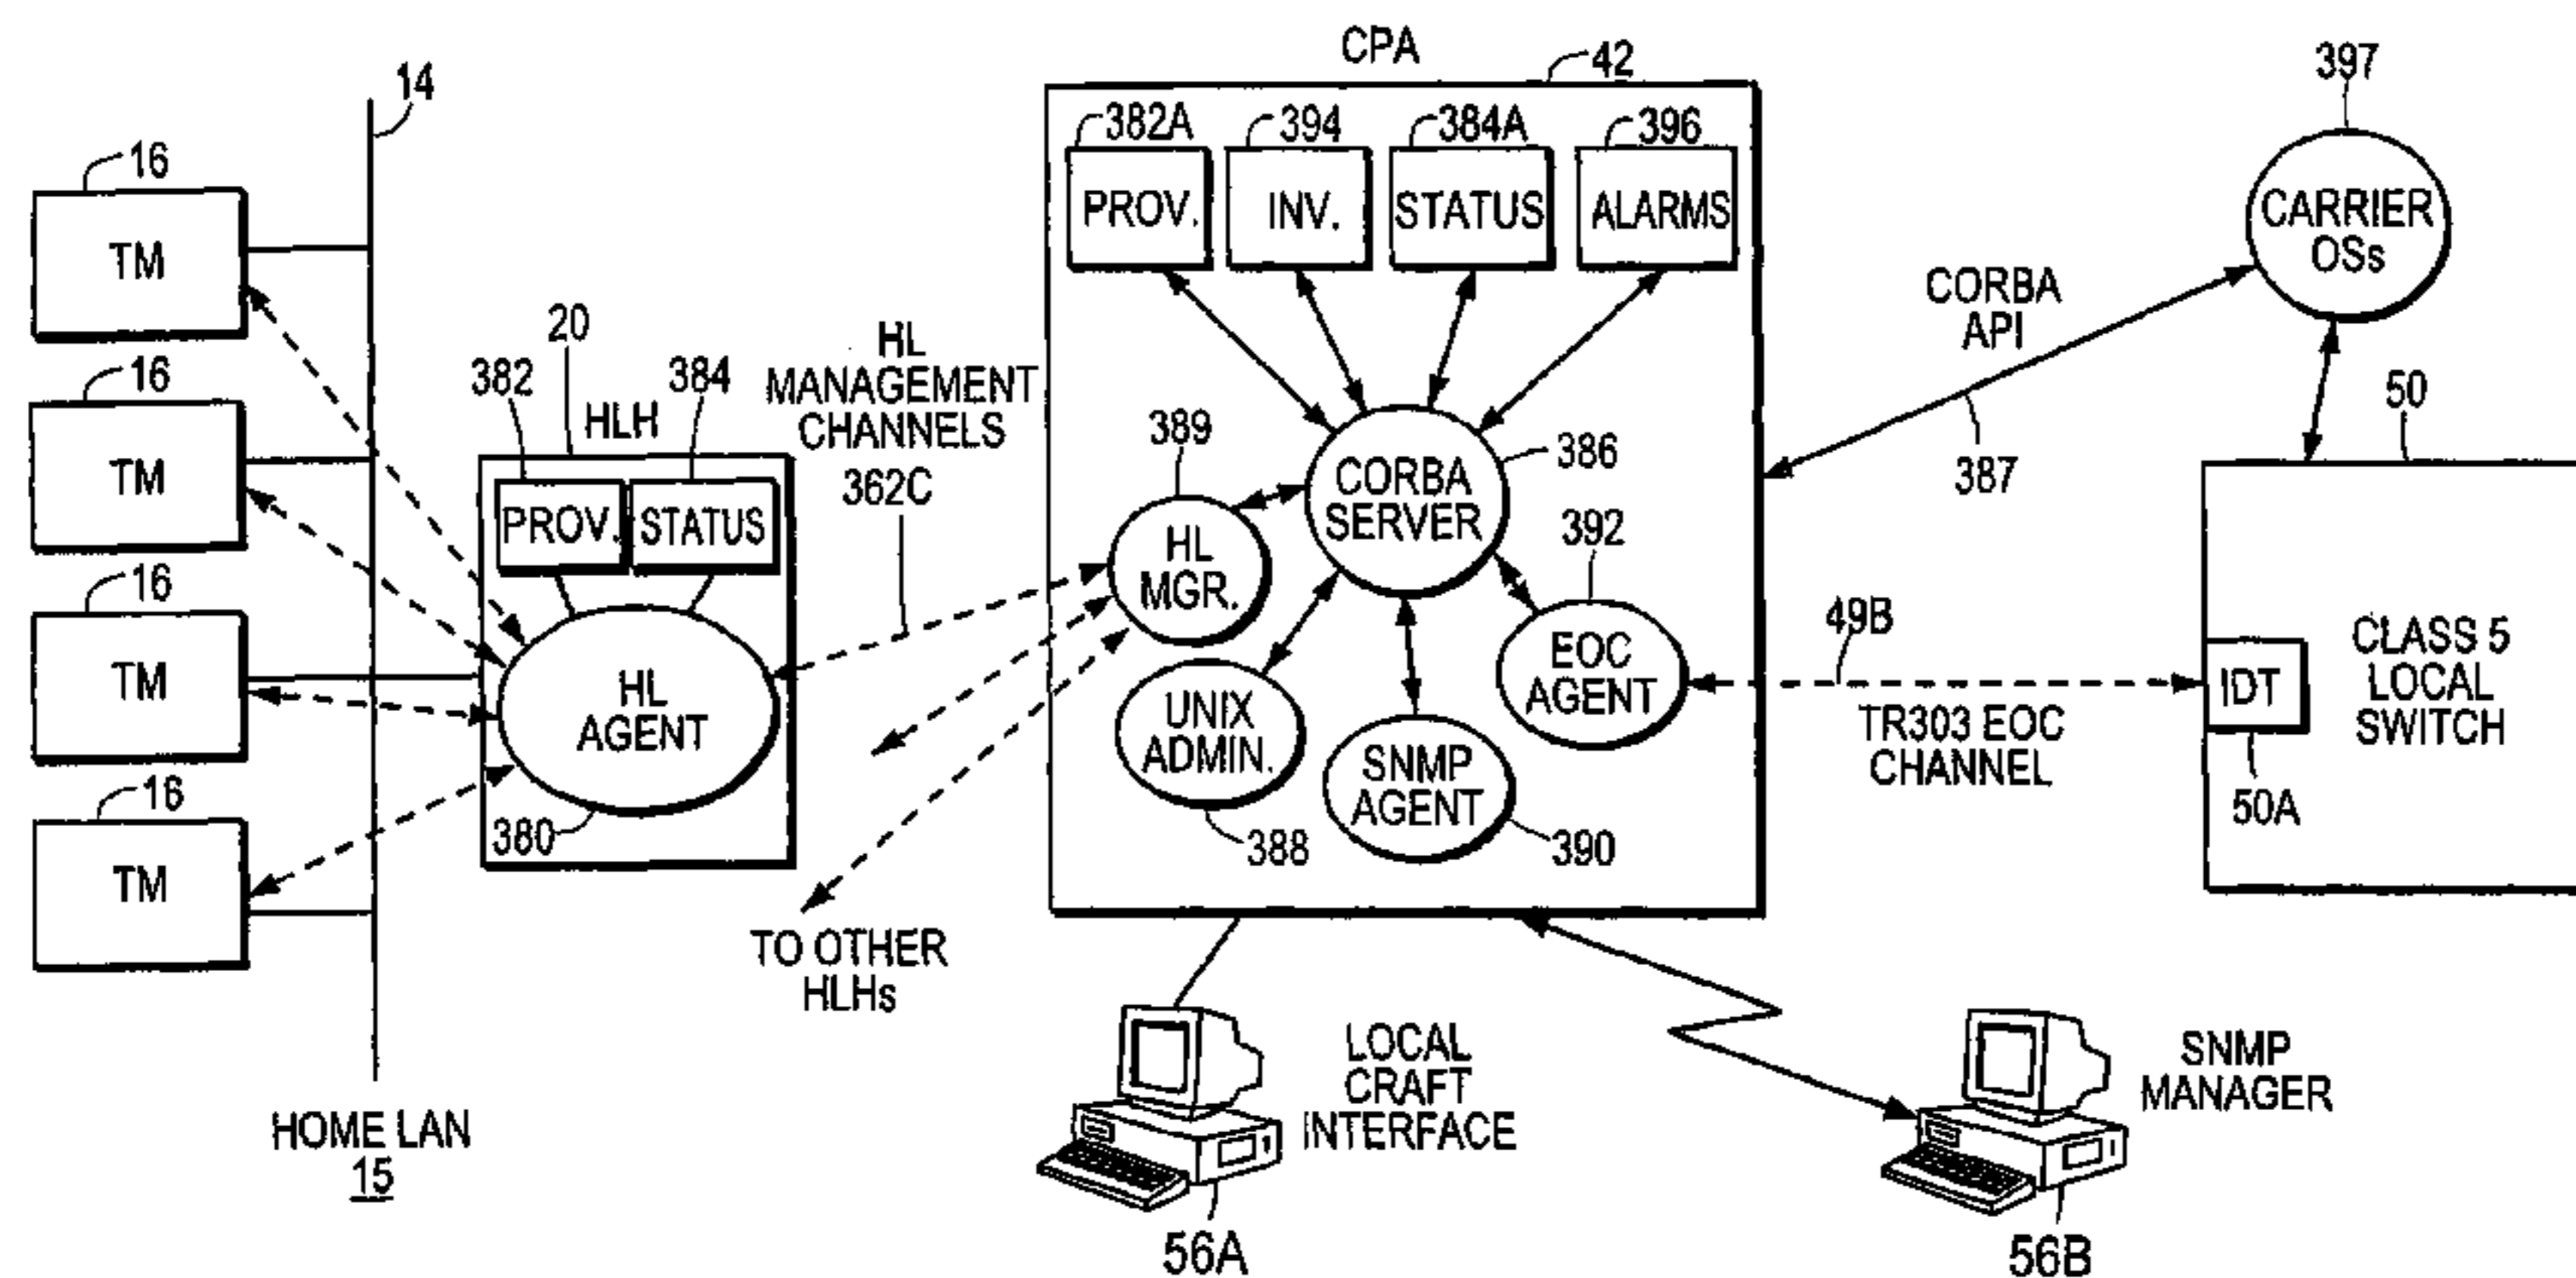 CPA
42
397
14
382A
394
384A
396
16
PROV.
INV.
STATUS
ALARMS
CARRIER
OSs
TM
CORBA
API
20
HL
MANAGEMENT
CHANNELS
362C
16
382
HLH
384
389
386
387
50
TM
PROV.
STATUS
CORBA
SERVER
392
HL
MGR.
16
EOC
AGENT
49B
CLASS 5
LOCAL
SWITCH
TM
HL
AGENT
UNIX
ADMIN.
TR303 EOC
CHANNEL
IDT
SNMP
AGENT
50A
16
380
388
390
TM
TO OTHER
HLHs
LOCAL
CRAFT
INTERFACE
SNMP
MANAGER
HOME LAN
15
56A
56B